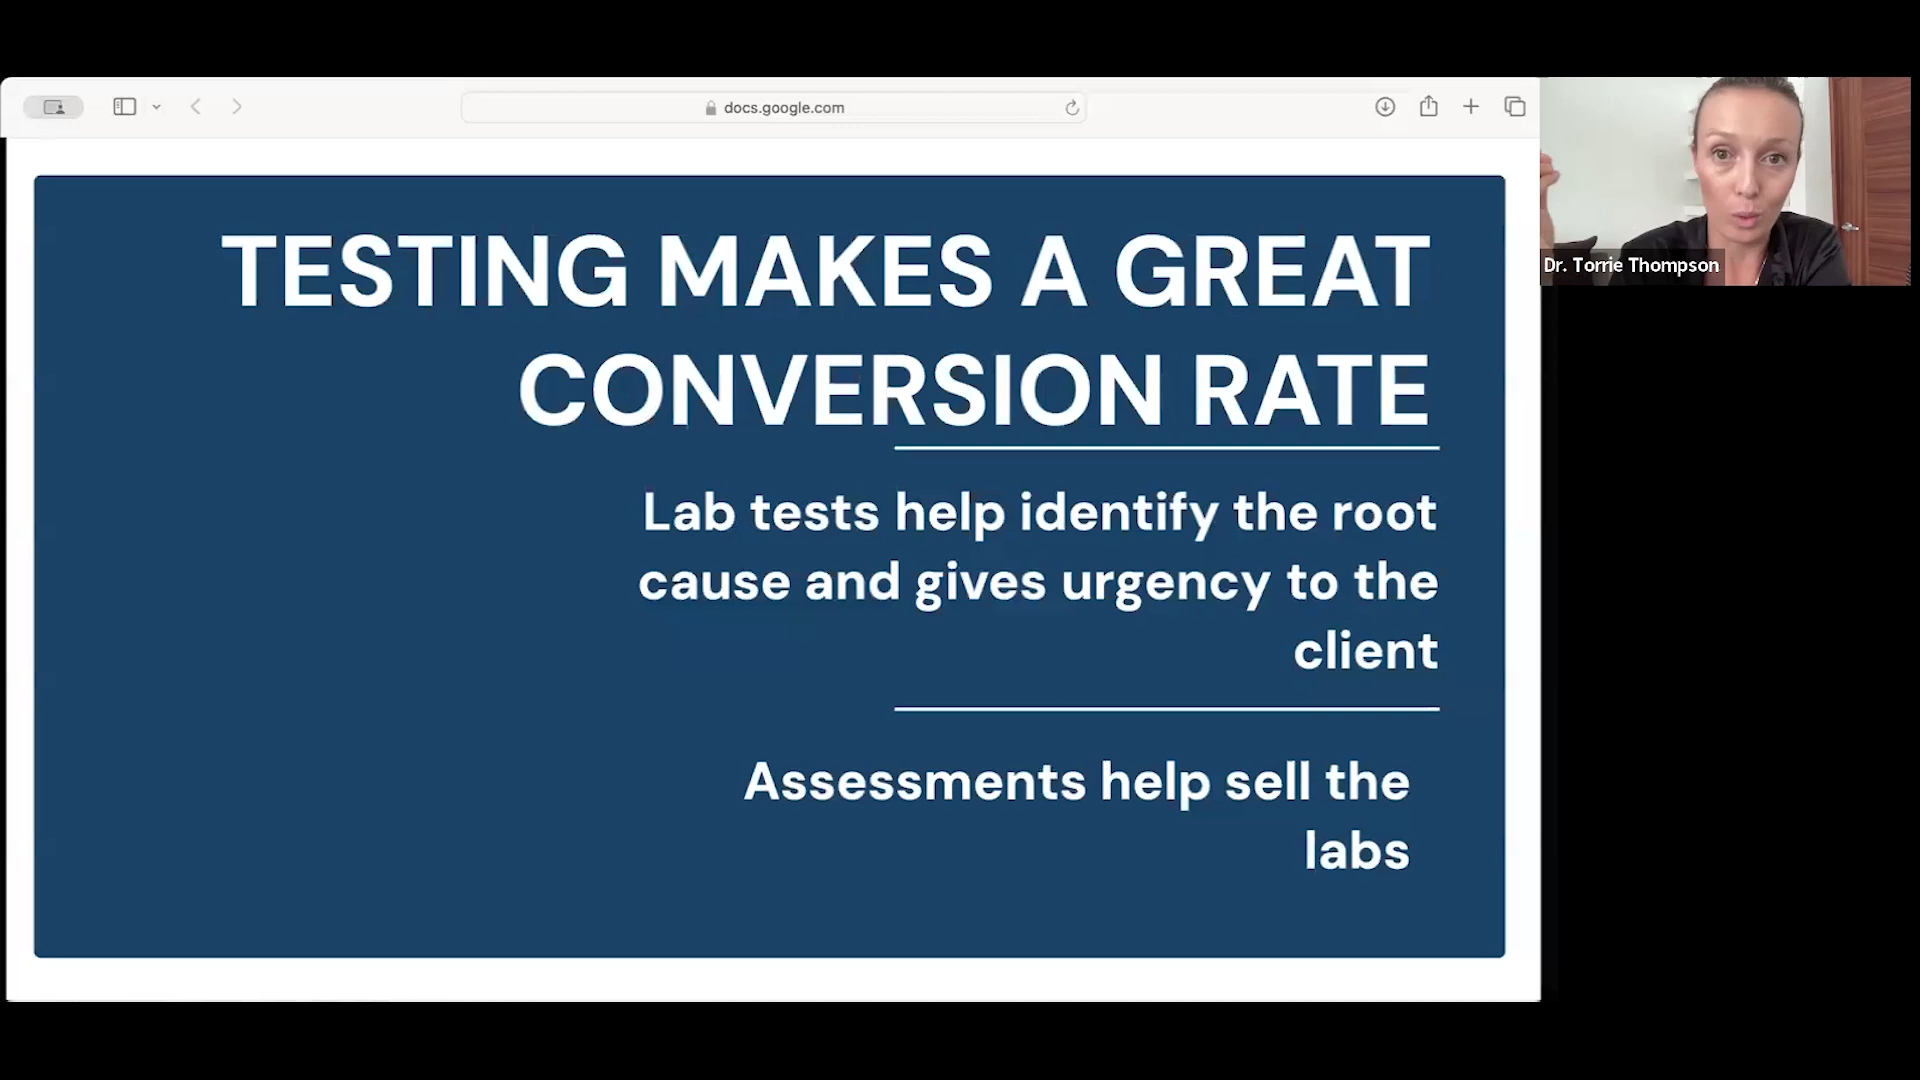 docs.google.com
TESTING MAKES A GREAT
CONVERSION RATE
Lab tests help identify the root
cause and gives urgency to the
client
Assessments help sell the
labs
Dr. Torrie Thompson